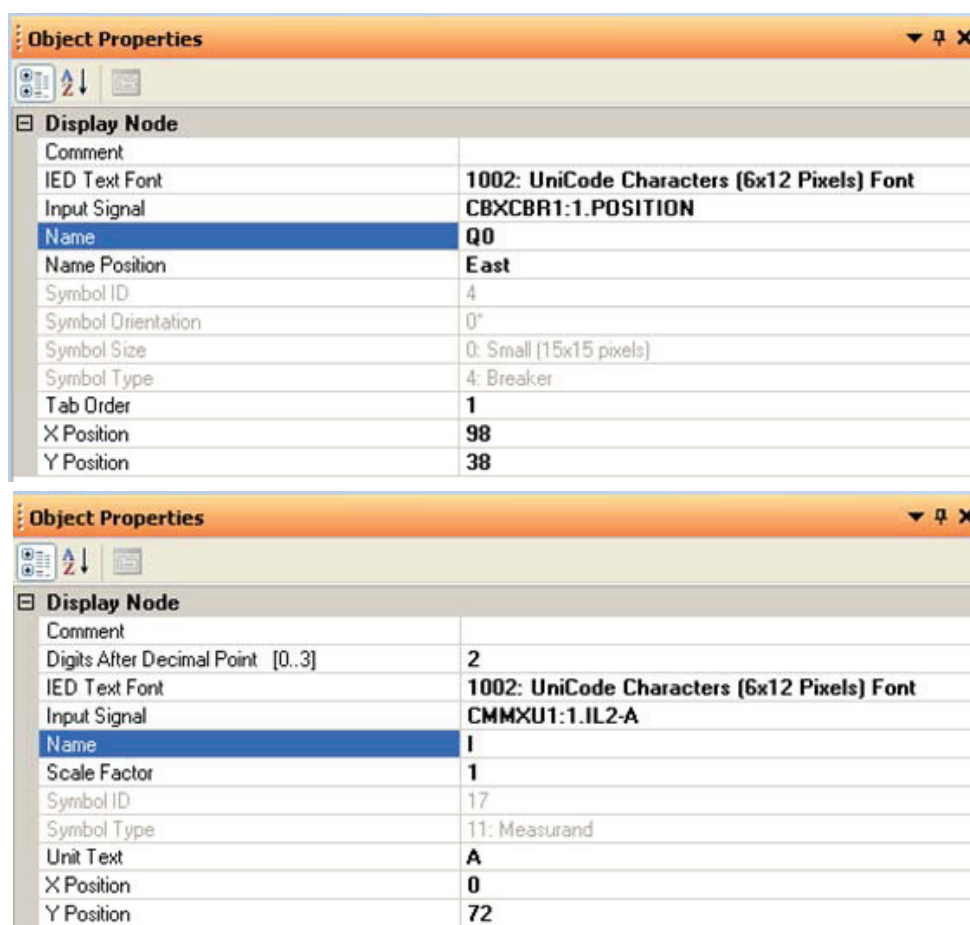 Object Properties
Display Node
Comment
IED Text Font 1002: UniCode Characters (6x12 Pixels) Font
Input Signal CBXCBR1:1.POSITION
Name Q0
Name Position East
Symbol ID 4
Symbol Orientation 0°
Symbol Size 0: Small (15x15 pixels)
Symbol Type 4: Breaker
Tab Order 1
X Position 98
Y Position 38
Object Properties
Display Node
Comment
Digits After Decimal Point [0..3] 2
IED Text Font 1002: UniCode Characters (6x12 Pixels) Font
Input Signal CMMXU1:1.IL2-A
Name I
Scale Factor 1
Symbol ID 17
Symbol Type 11: Measurand
Unit Text A
X Position 0
Y Position 72